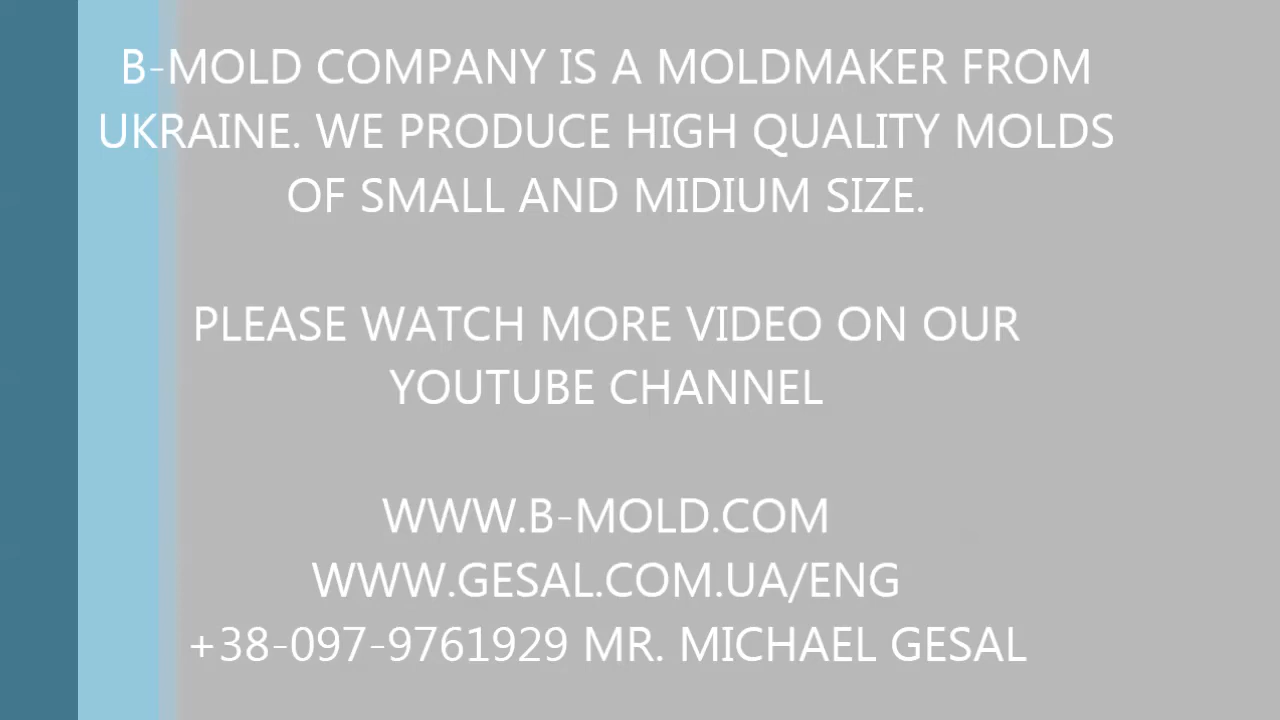 B-MOLD COMPANY IS A MOLDMAKER FROM
UKRAINE. WE PRODUCE HIGH QUALITY MOLDS
OF SMALL AND MIDIUM SIZE.
PLEASE WATCH MORE VIDEO ON OUR
YOUTUBE CHANNEL
WWW.B-MOLD.COM
WWW.GESAL.COM.UA/ENG
+38-097-9761929 MR. MICHAEL GESAL